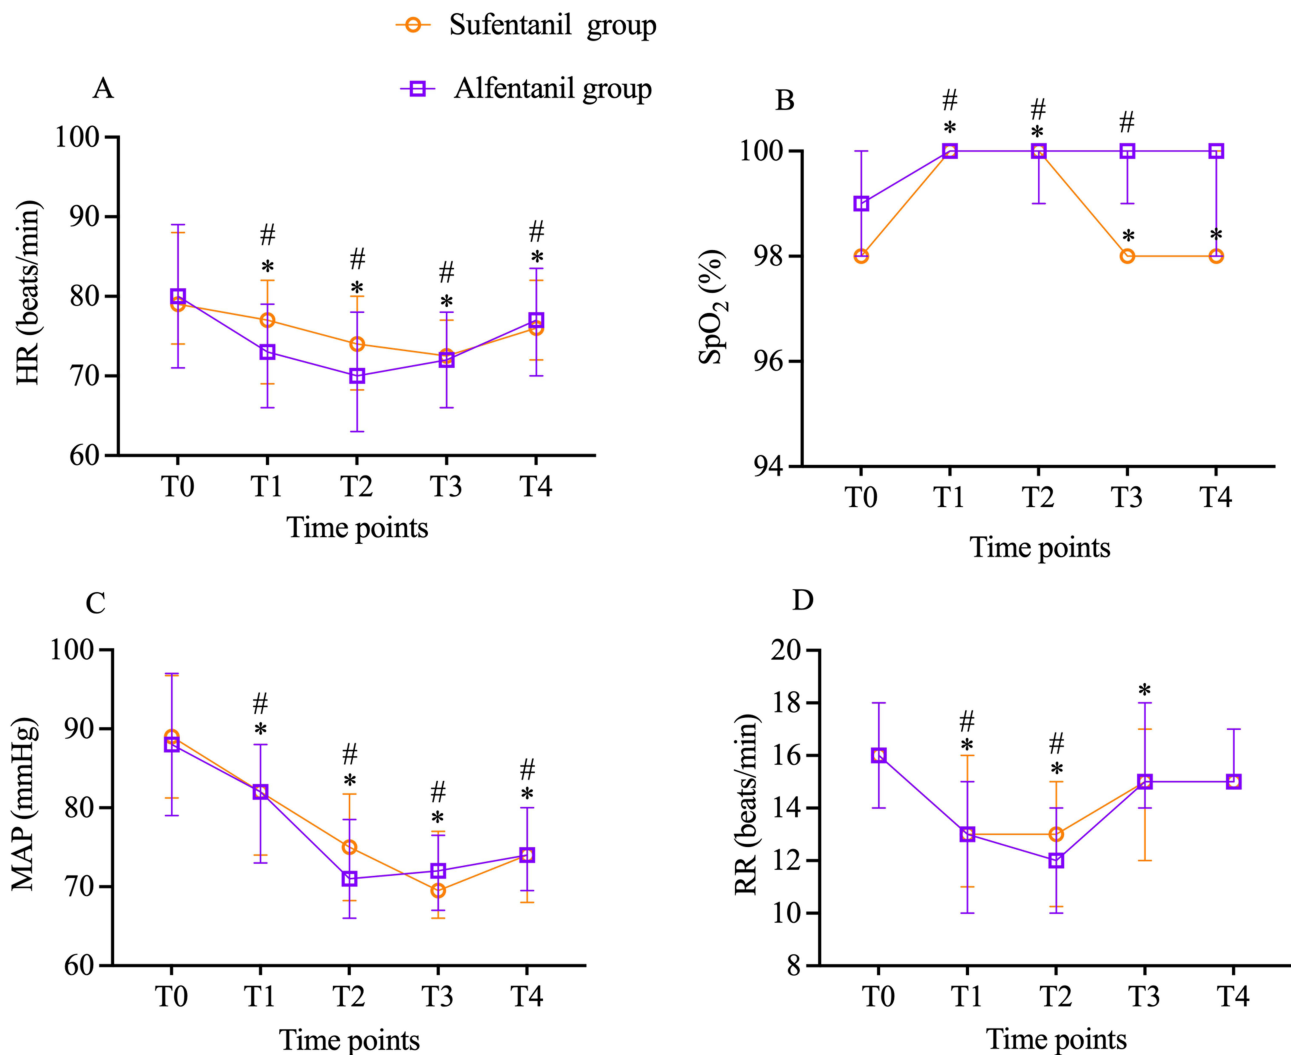 Sufentanil group
Alfentanil group
A
HR (beats/min)
100
90
80
70
60
# * # * # * # *
T0 T1 T2 T3 T4
Time points
B
SpO2 (%)
100
98
96
94
# * # * # * *
T0 T1 T2 T3 T4
Time points
C
MAP (mmHg)
100
90
80
70
60
# * # * # * # *
T0 T1 T2 T3 T4
Time points
D
RR (beats/min)
20
18
16
14
12
10
8
# * # * *
T0 T1 T2 T3 T4
Time points